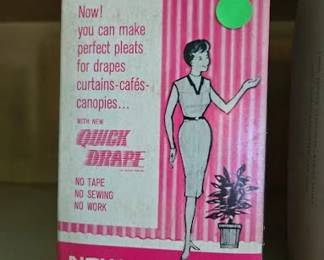 Now!
you can make
perfect pleats
for drapes
curtains-cafés-
canopies...
WITH NEW
QUICK
DRAPE
NO TAPE
NO SEWING
NO WORK